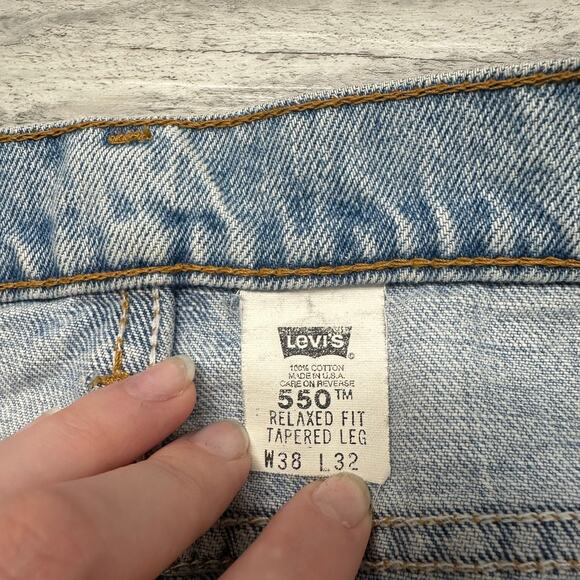 Levi's
100% COTTON
MADE IN U.S.A.
CARE ON REVERSE
550™
RELAXED FIT
TAPERED LEG
W38 L32